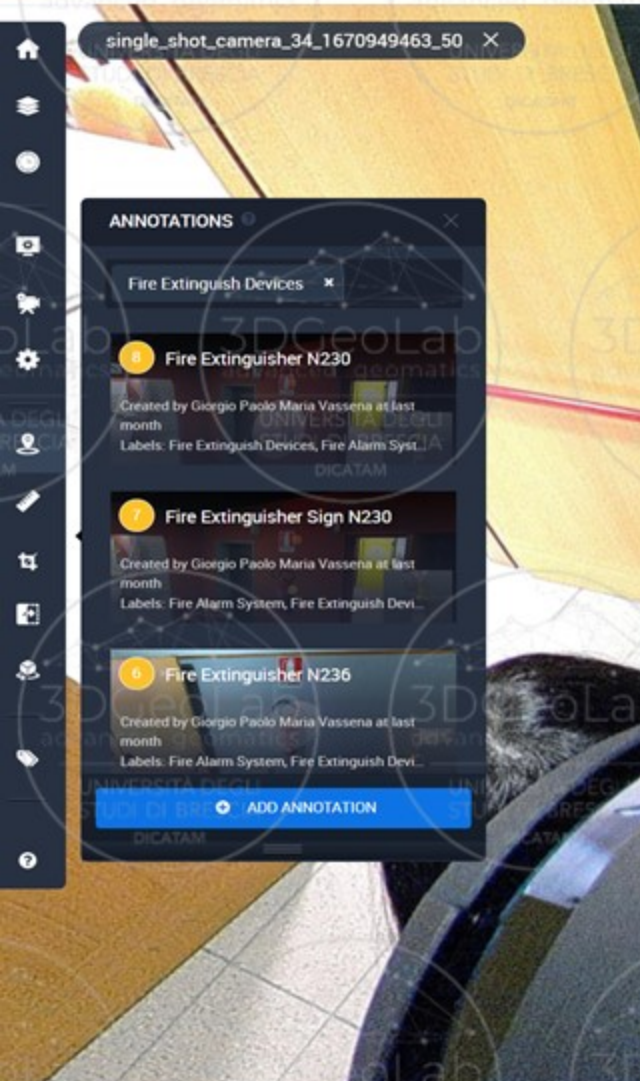 single_shot_camera_34_1670949463_50
ANNOTATIONS
Fire Extinguish Devices
8 Fire Extinguisher N230
Created by Giorgio Paolo Maria Vassena at last
month
Labels: Fire Extinguish Devices, Fire Alarm Syst...
7 Fire Extinguisher Sign N230
Created by Giorgio Paolo Maria Vassena at last
month
Labels: Fire Alarm System, Fire Extinguish Devi...
6 Fire Extinguisher N236
Created by Giorgio Paolo Maria Vassena at last
month
Labels: Fire Alarm System, Fire Extinguish Devi...
ADD ANNOTATION
3DGeoLab
advanced geomatics
UNIVERSITÀ DEGLI
STUDI DI BRESCIA
DICATAM